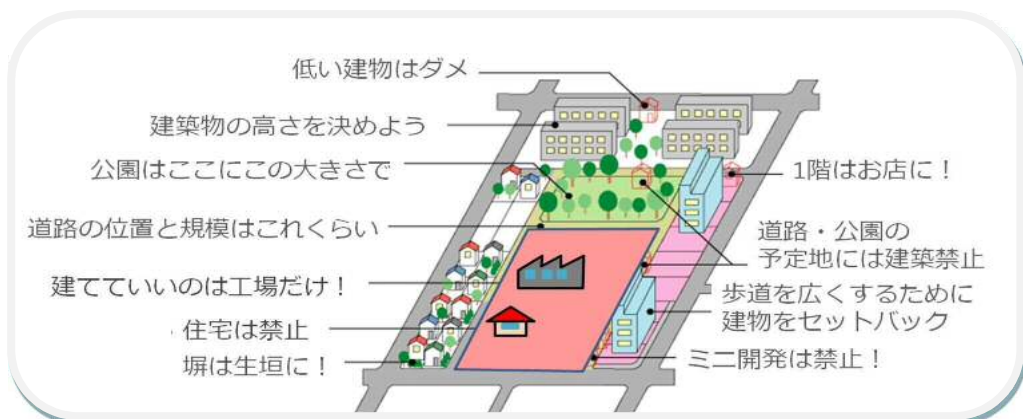 低い建物はダメ
建築物の高さを決めよう
公園はここにこの大きさで
道路の位置と規模はこれくらい
建てていいのは工場だけ！
住宅は禁止
塀は生垣に！
1階はお店に！
道路・公園の
予定地には建築禁止
歩道を広くするために
建物をセットバック
ミニ開発は禁止！